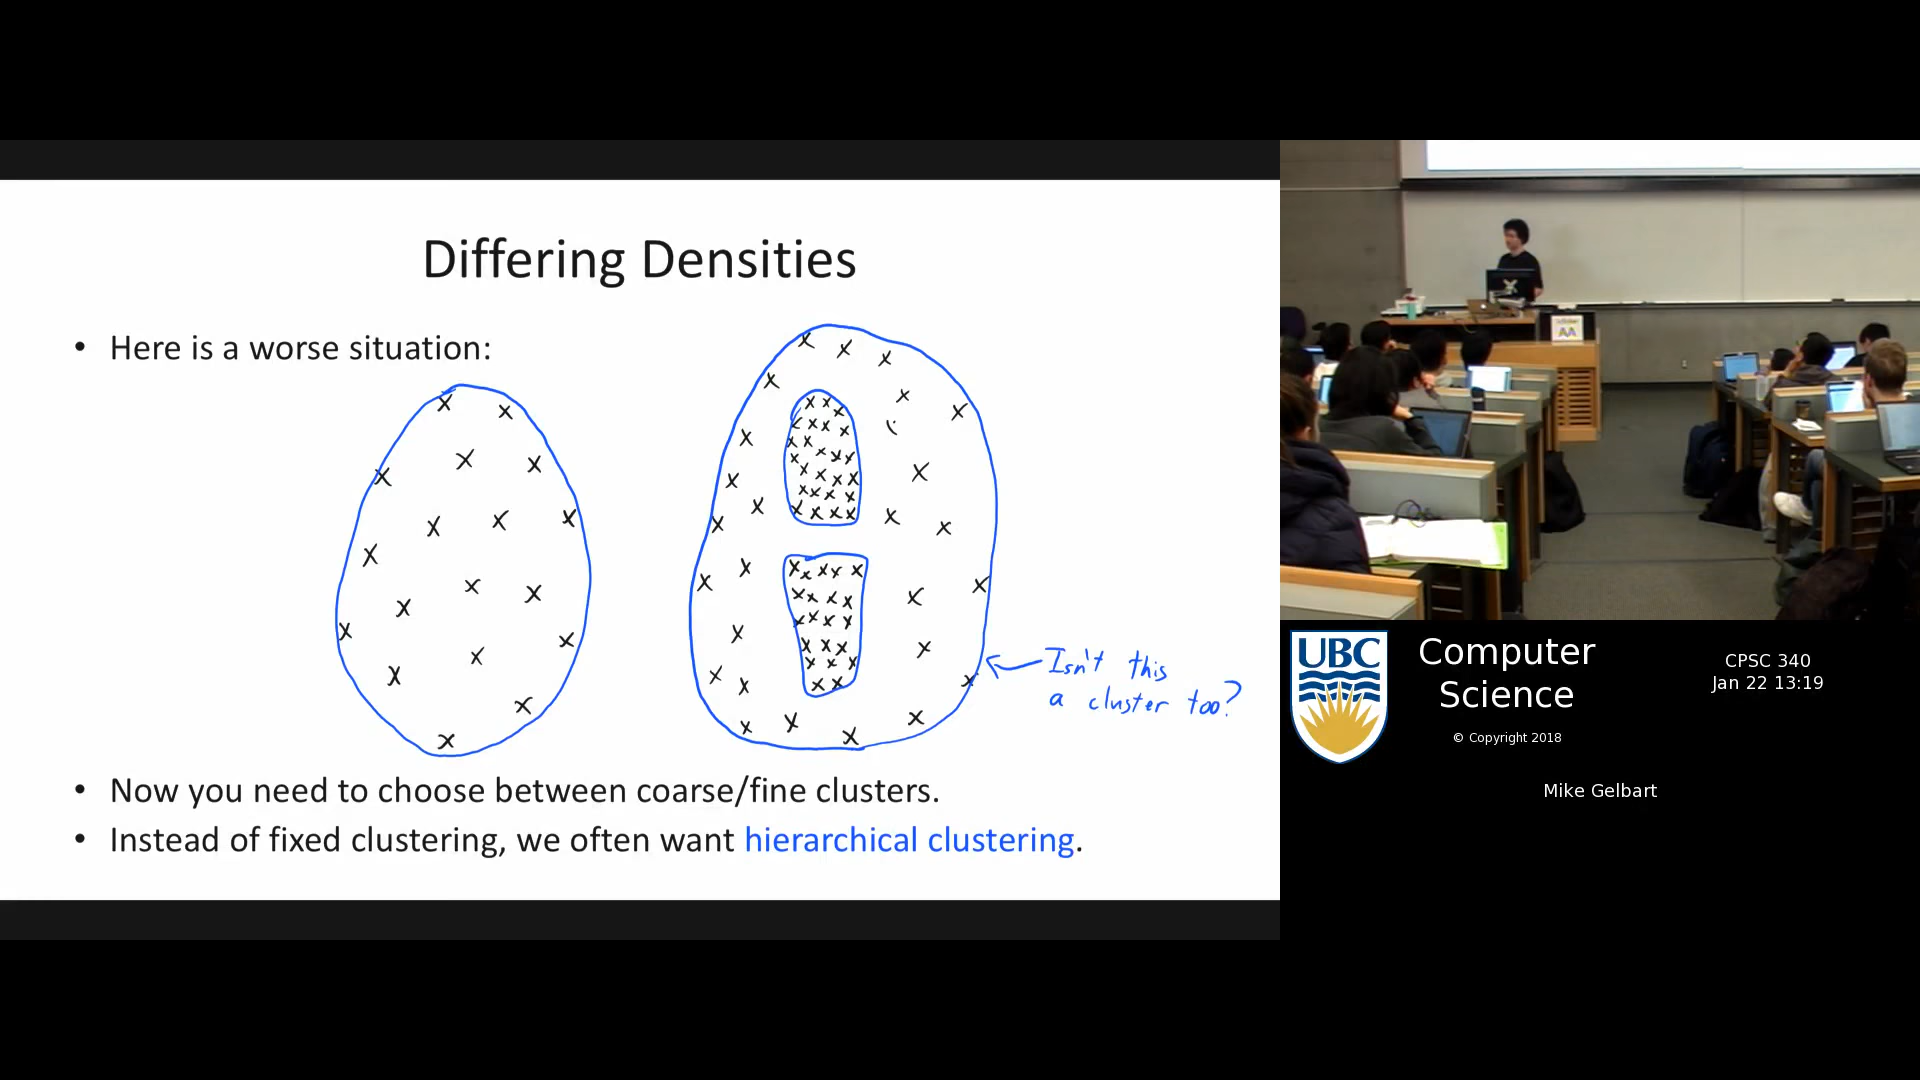 Differing Densities
• Here is a worse situation:
Isn't this
a cluster too?
• Now you need to choose between coarse/fine clusters.
• Instead of fixed clustering, we often want hierarchical clustering.
UBC
Computer
Science
© Copyright 2018
CPSC 340
Jan 22 13:19
Mike Gelbart